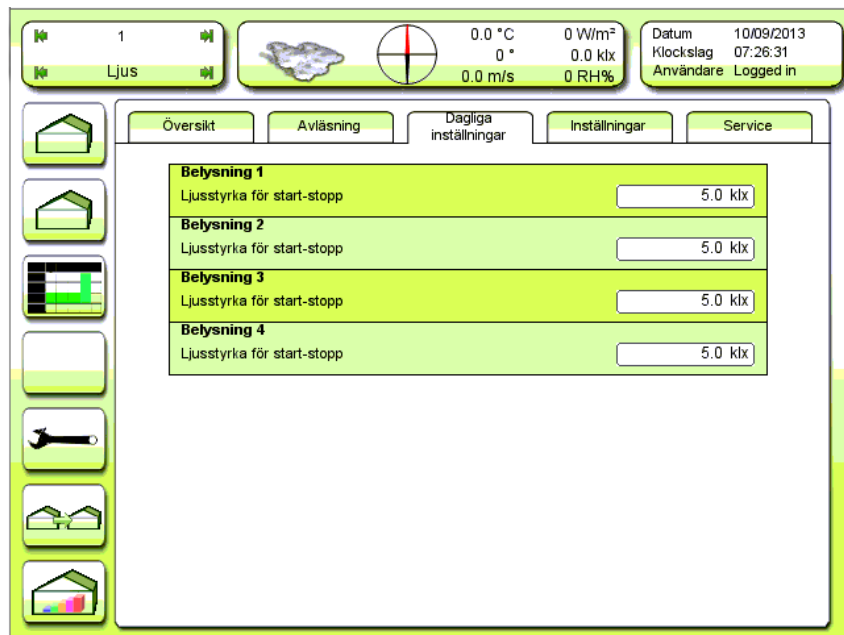 1
Ljus
0.0 °C 0 W/m²
0 ° 0.0 klx
0.0 m/s 0 RH%
Datum 10/09/2013
Klockslag 07:26:31
Användare Logged in
Översikt
Avläsning
Dagliga
inställningar
Inställningar
Service
Belysning 1
Ljusstyrka för start-stopp 5.0 klx
Belysning 2
Ljusstyrka för start-stopp 5.0 klx
Belysning 3
Ljusstyrka för start-stopp 5.0 klx
Belysning 4
Ljusstyrka för start-stopp 5.0 klx